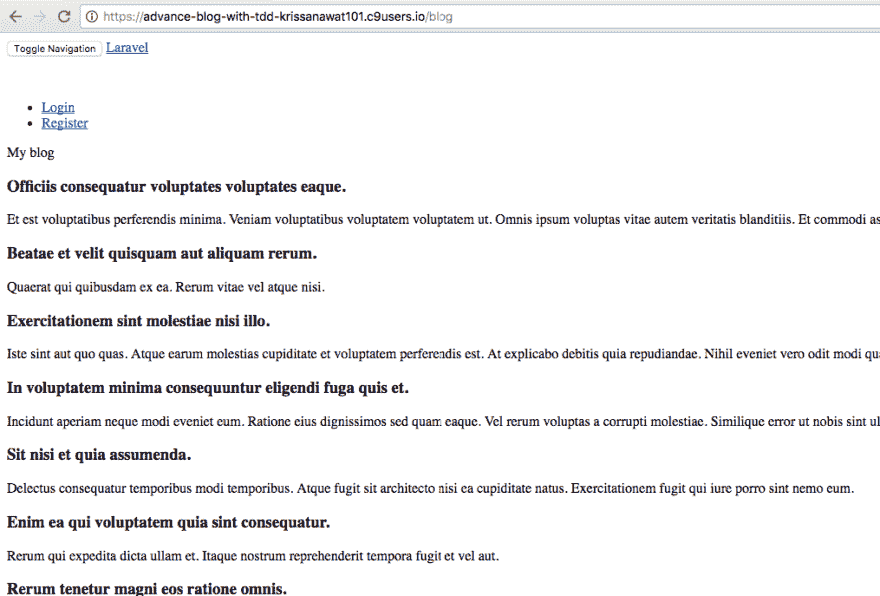 https://advance-blog-with-tdd-krissanawat101.c9users.io/blog
Toggle Navigation Laravel
Login
Register
My blog
Officiis consequatur voluptates voluptates eaque.
Et est voluptatibus perferendis minima. Veniam voluptatibus voluptatem voluptatem ut. Omnis ipsum voluptas vitae autem veritatis blanditiis. Et commodi as
Beatae et velit quisquam aut aliquam rerum.
Quaerat qui quibusdam ex ea. Rerum vitae vel atque nisi.
Exercitationem sint molestiae nisi illo.
Iste sint aut quo quas. Atque earum molestias cupiditate et voluptatem perferendis est. At explicabo debitis quia repudiandae. Nihil eveniet vero odit modi qu
In voluptatem minima consequuntur eligendi fuga quis et.
Incidunt aperiam neque modi eveniet eum. Ratione eius dignissimos sed quam eaque. Vel rerum voluptas a corrupti molestiae. Similique error ut nobis sint ul
Sit nisi et quia assumenda.
Delectus consequatur temporibus modi temporibus. Atque fugit sit architecto nisi ea cupiditate natus. Exercitationem fugit qui iure porro sint nemo eum.
Enim ea qui voluptatem quia sint consequatur.
Rerum qui expedita dicta ullam et. Itaque nostrum reprehenderit tempora fugit et vel aut.
Rerum tenetur magni eos ratione omnis.